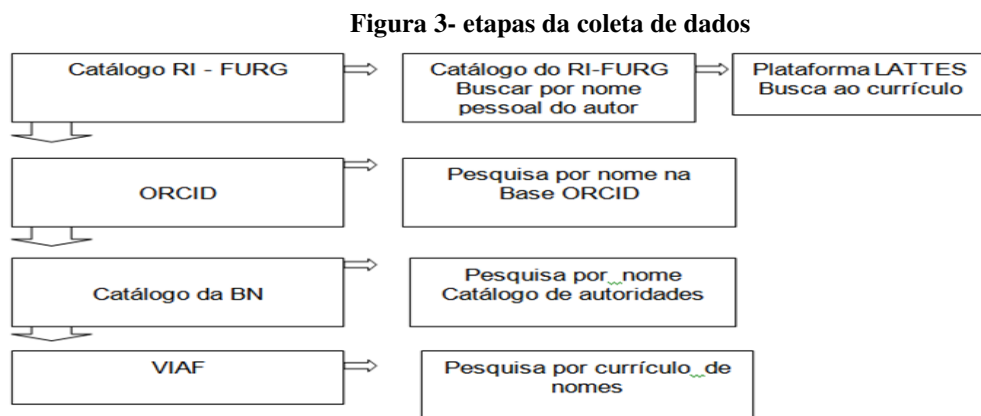 Figura 3- etapas da coleta de dados
Catálogo RI - FURG
Catálogo do RI-FURG
Buscar por nome
pessoal do autor
Plataforma LATTES
Busca ao currículo
ORCID
Pesquisa por nome na
Base ORCID
Catálogo da BN
Pesquisa por nome
Catálogo de autoridades
VIAF
Pesquisa por currículo de
nomes